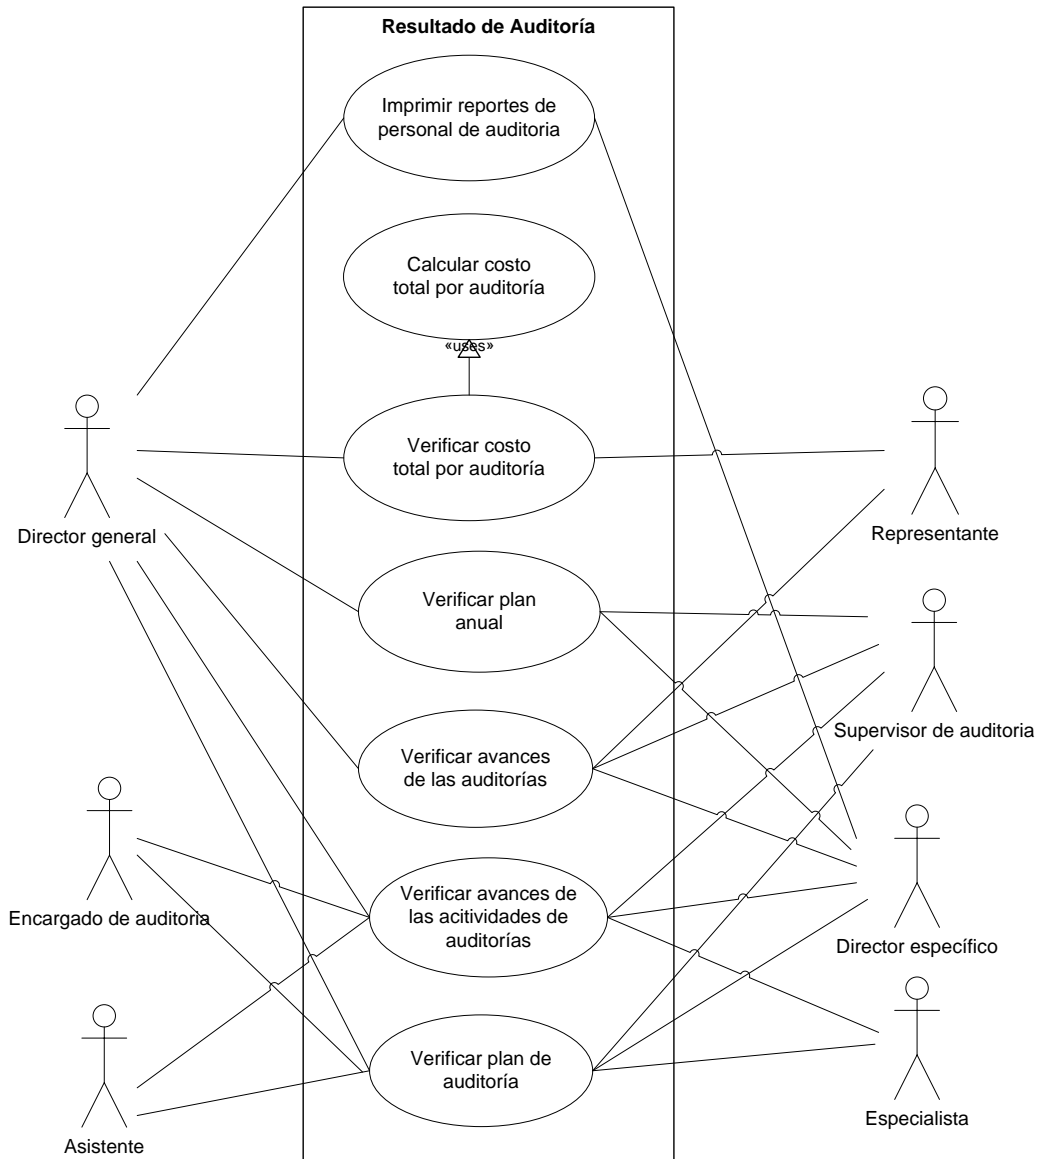 Resultado de Auditoría
Imprimir reportes de
personal de auditoria
Calcular costo
total por auditoría
«uses»
Verificar costo
total por auditoría
Director general
Representante
Verificar plan
anual
Supervisor de auditoria
Verificar avances
de las auditorías
Encargado de auditoria
Verificar avances de
las acitividades de
auditorías
Director específico
Verificar plan de
auditoría
Asistente
Especialista